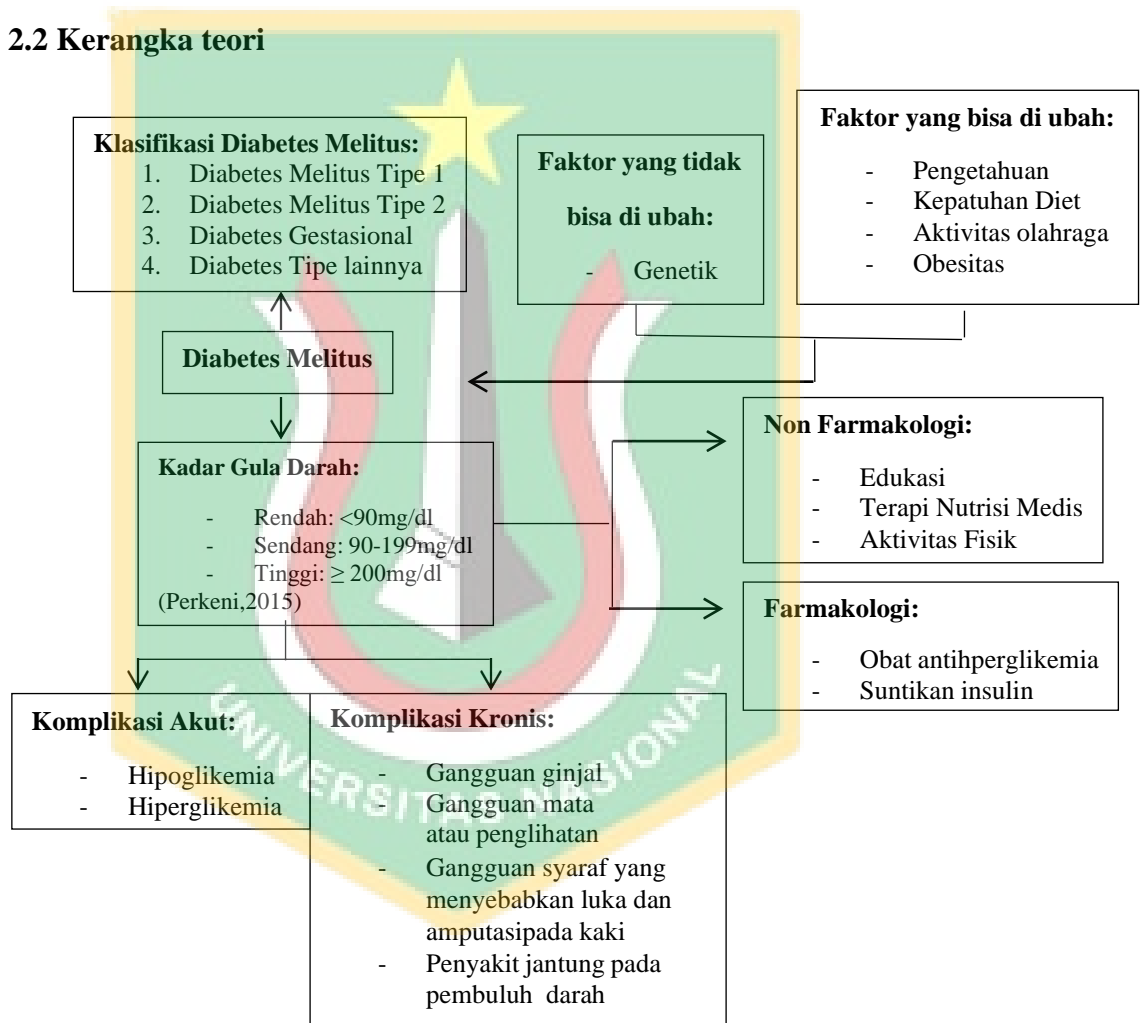 2.2 Kerangka teori
Klasifikasi Diabetes Melitus:
1. Diabetes Melitus Tipe 1
2. Diabetes Melitus Tipe 2
3. Diabetes Gestasional
4. Diabetes Tipe lainnya
Faktor yang tidak
bisa di ubah:
- Genetik
Faktor yang bisa di ubah:
- Pengetahuan
- Kepatuhan Diet
- Aktivitas olahraga
- Obesitas
Diabetes Melitus
Kadar Gula Darah:
- Rendah: <90mg/dl
- Sendang: 90-199mg/dl
- Tinggi: ≥ 200mg/dl
(Perkeni,2015)
Non Farmakologi:
- Edukasi
- Terapi Nutrisi Medis
- Aktivitas Fisik
Farmakologi:
- Obat antihperglikemia
- Suntikan insulin
Komplikasi Akut:
- Hipoglikemia
- Hiperglikemia
Komplikasi Kronis:
- Gangguan ginjal
- Gangguan mata
atau penglihatan
- Gangguan syaraf yang
menyebabkan luka dan
amputasipada kaki
- Penyakit jantung pada
pembuluh darah
UNIVERSITAS NASIONAL